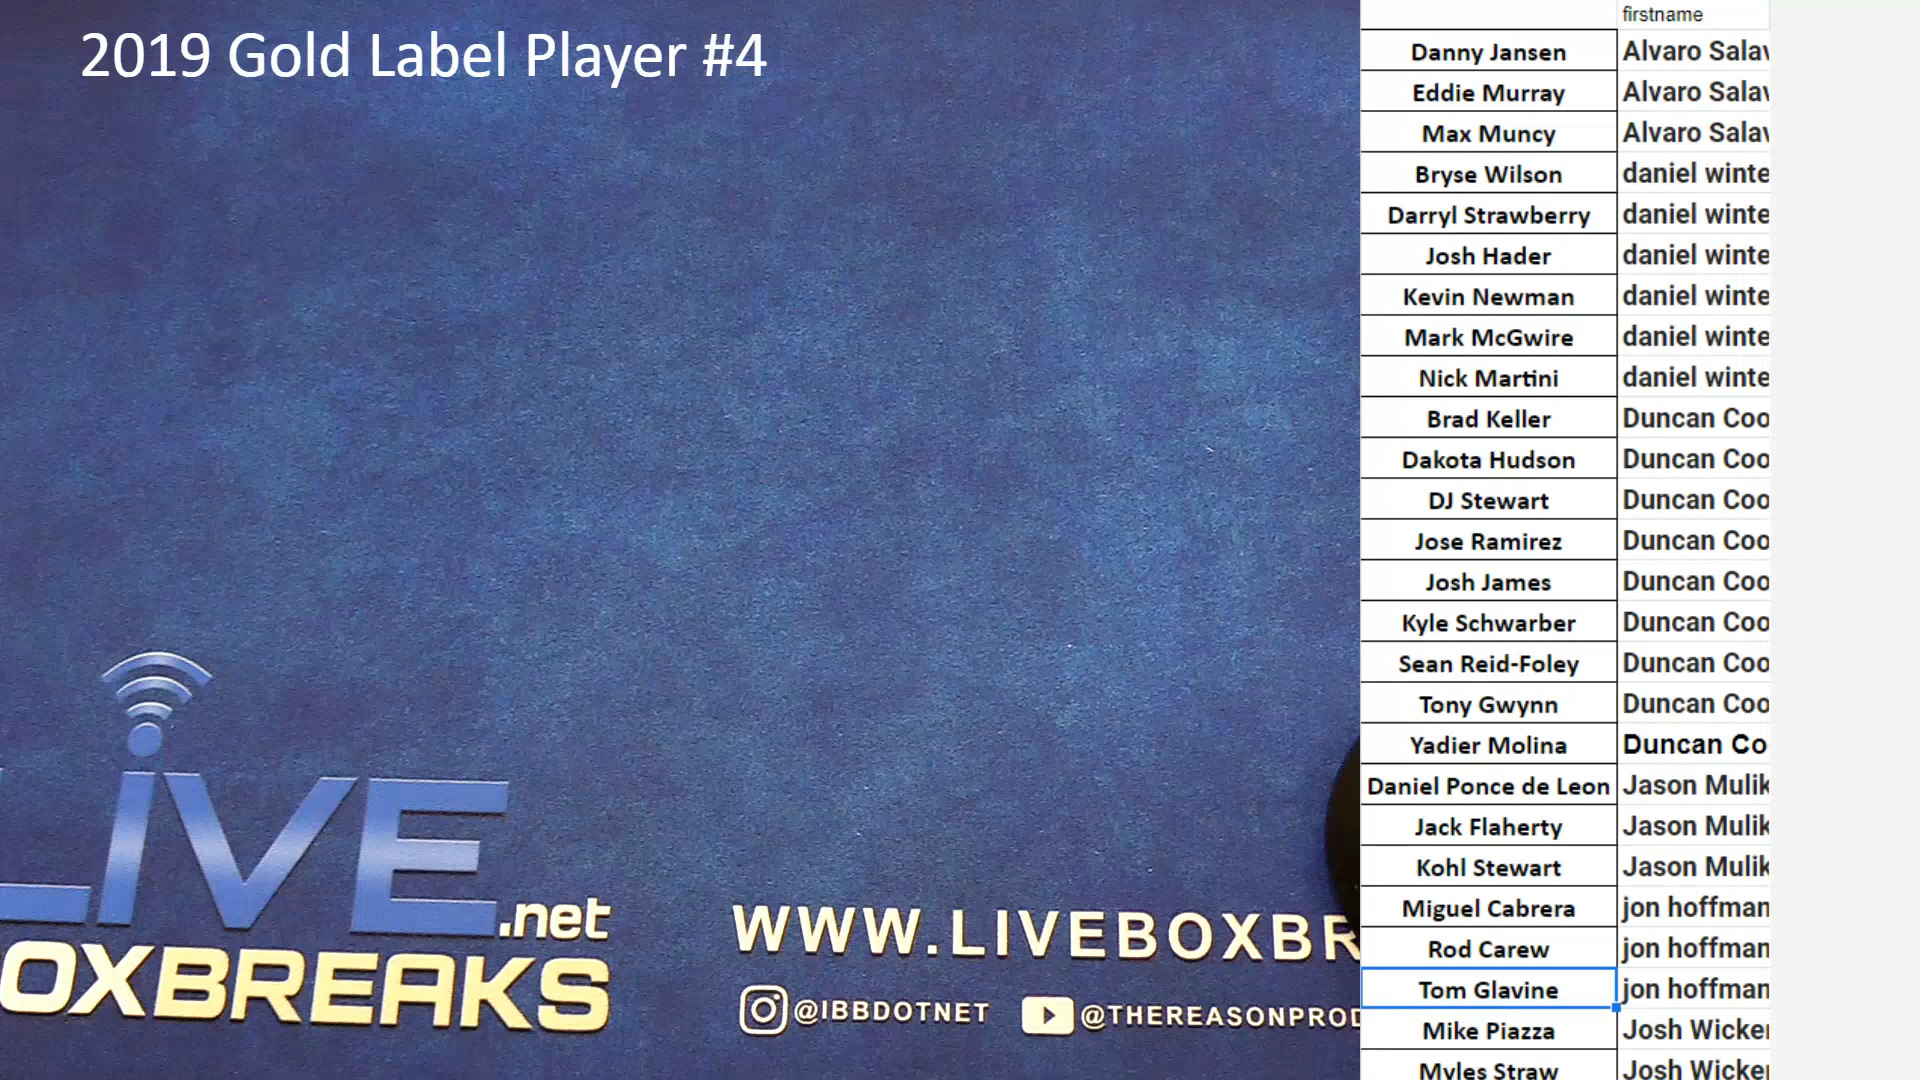 2019 Gold Label Player #4
firstname
Danny Jansen Alvaro Salav
Eddie Murray Alvaro Salav
Max Muncy Alvaro Salav
Bryse Wilson daniel winte
Darryl Strawberry daniel winte
Josh Hader daniel winte
Kevin Newman daniel winte
Mark McGwire daniel winte
Nick Martini daniel winte
Brad Keller Duncan Coo
Dakota Hudson Duncan Coo
DJ Stewart Duncan Coo
Jose Ramirez Duncan Coo
Josh James Duncan Coo
Kyle Schwarber Duncan Coo
Sean Reid-Foley Duncan Coo
Tony Gwynn Duncan Coo
Yadier Molina Duncan Co
Daniel Ponce de Leon Jason Mulik
Jack Flaherty Jason Mulik
Kohl Stewart Jason Mulik
Miguel Cabrera jon hoffman
Rod Carew jon hoffman
Tom Glavine jon hoffman
Mike Piazza Josh Wicker
Myles Straw Josh Wicker
LIVE.net
OXBREAKS
WWW.LIVEBOXBR
@IBBDOTNET @THEREASONPROD